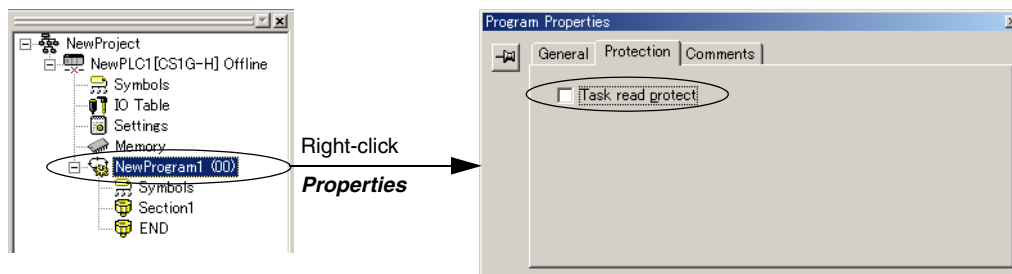 NewProject
NewPLC1[CS1G-H] Offline
Symbols
IO Table
Settings
Memory
NewProgram1 (00)
Symbols
Section1
END
Right-click
Properties
Program Properties
General Protection Comments
Task read protect